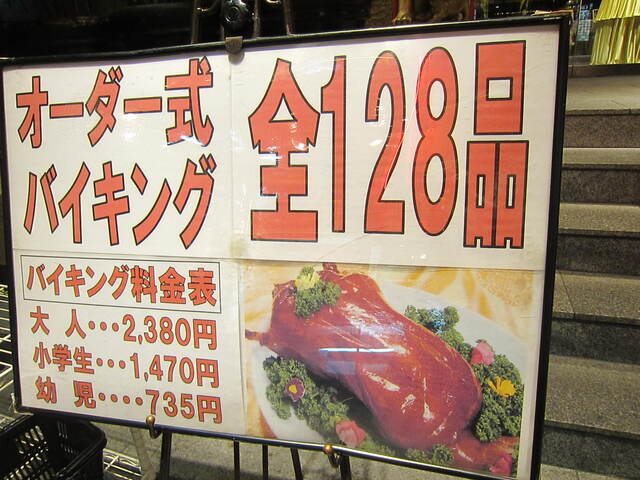 オーダー式
バイキング
全128品
バイキング料金表
大人･･･2,380円
小学生･･･1,470円
幼児････735円